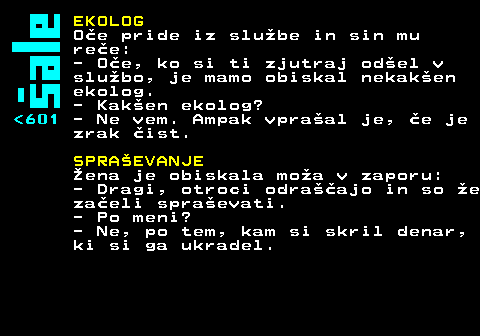 šale
<601
EKOLOG
Oče pride iz službe in sin mu
reče:
- Oče, ko si ti zjutraj odšel v
službo, je mamo obiskal nekakšen
ekolog.
- Kakšen ekolog?
- Ne vem. Ampak vprašal je, če je
zrak čist.
SPRAŠEVANJE
Žena je obiskala moža v zaporu:
- Dragi, otroci odraščajo in so že
začeli spraševati.
- Po meni?
- Ne, po tem, kam si skril denar,
ki si ga ukradel.